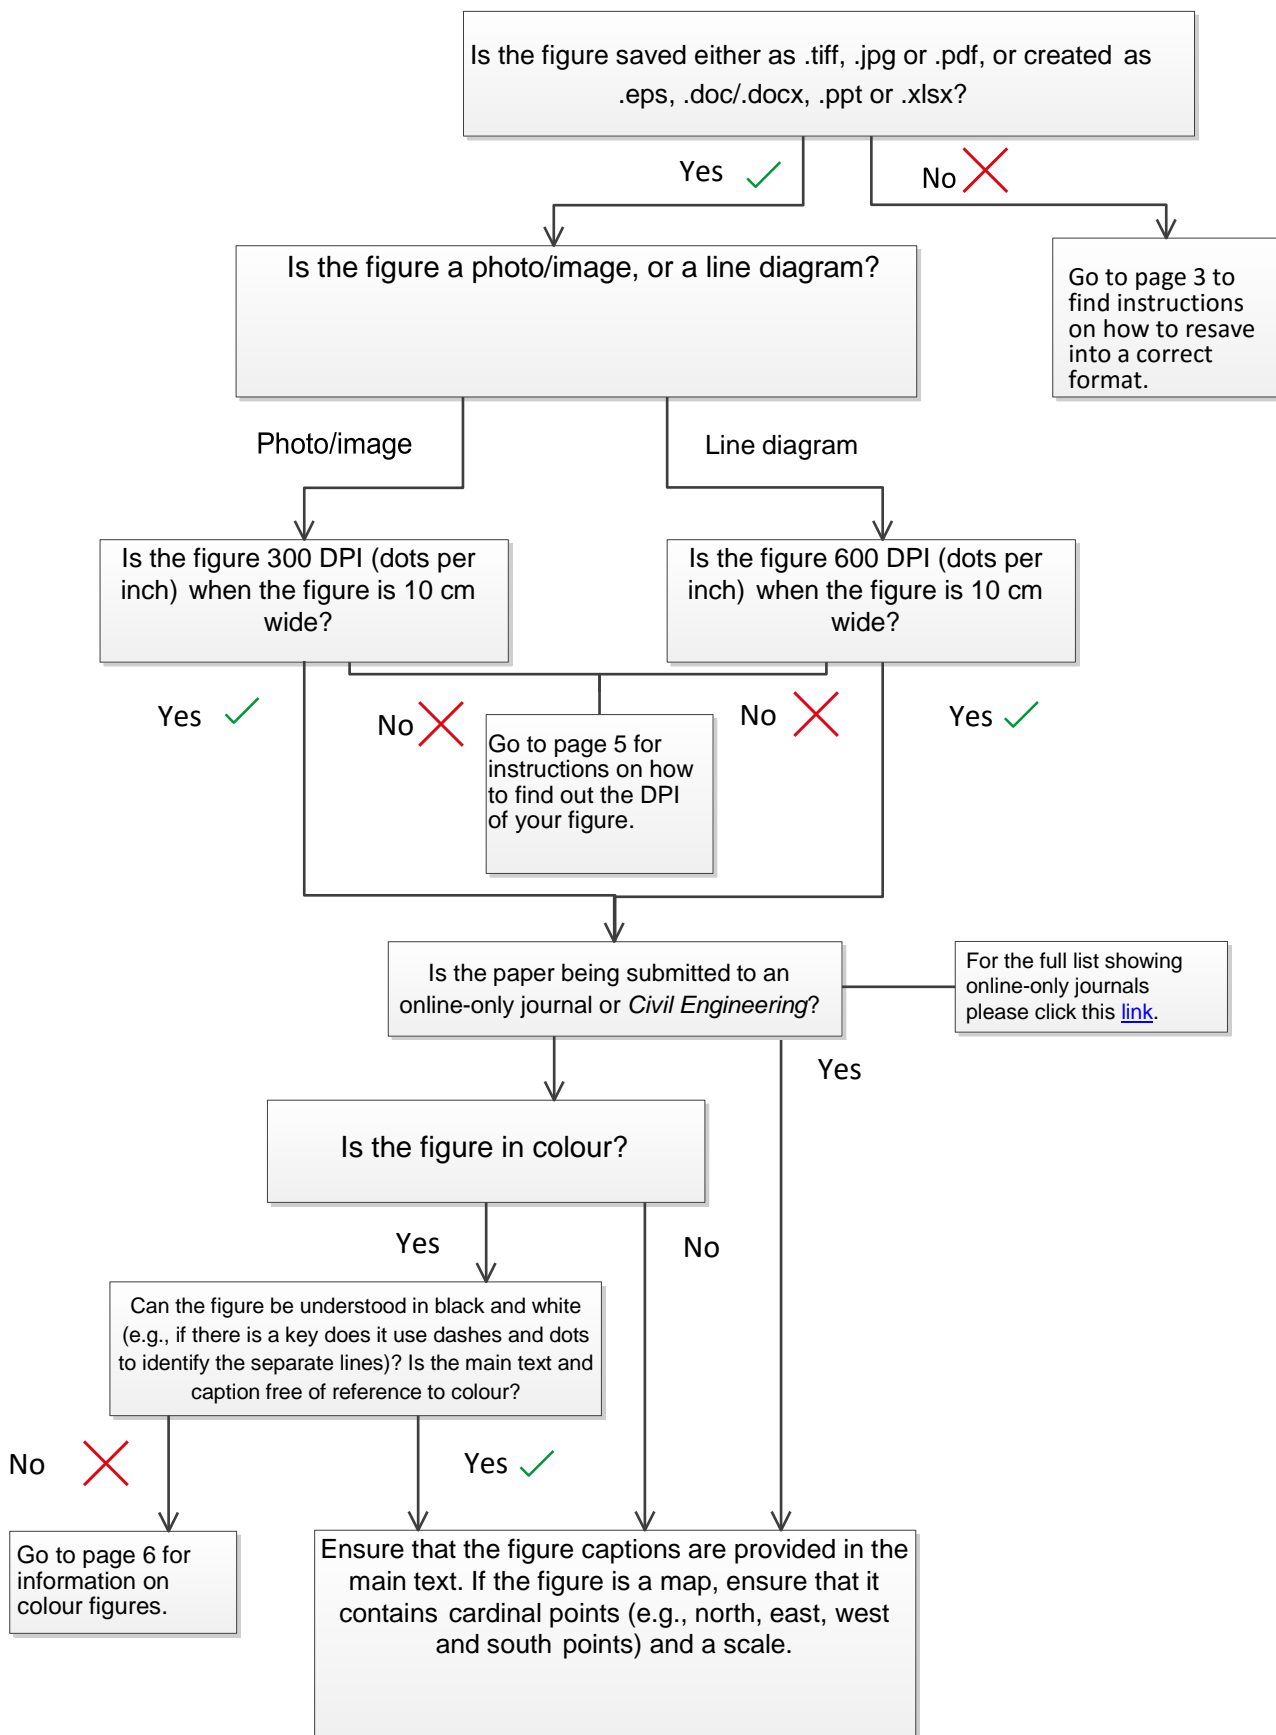 Is the figure saved either as .tiff, .jpg or .pdf, or created as
.eps, .doc/.docx, .ppt or .xlsx?
Yes
No
Is the figure a photo/image, or a line diagram?
Go to page 3 to
find instructions
on how to resave
into a correct
format.
Photo/image
Line diagram
Is the figure 300 DPI (dots per
inch) when the figure is 10 cm
wide?
Is the figure 600 DPI (dots per
inch) when the figure is 10 cm
wide?
Yes
No
No
Yes
Go to page 5 for
instructions on how
to find out the DPI
of your figure.
Is the paper being submitted to an
online-only journal or Civil Engineering?
For the full list showing
online-only journals
please click this link.
Yes
Is the figure in colour?
Yes
No
Can the figure be understood in black and white
(e.g., if there is a key does it use dashes and dots
to identify the separate lines)? Is the main text and
caption free of reference to colour?
No
Yes
Go to page 6 for
information on
colour figures.
Ensure that the figure captions are provided in the
main text. If the figure is a map, ensure that it
contains cardinal points (e.g., north, east, west
and south points) and a scale.